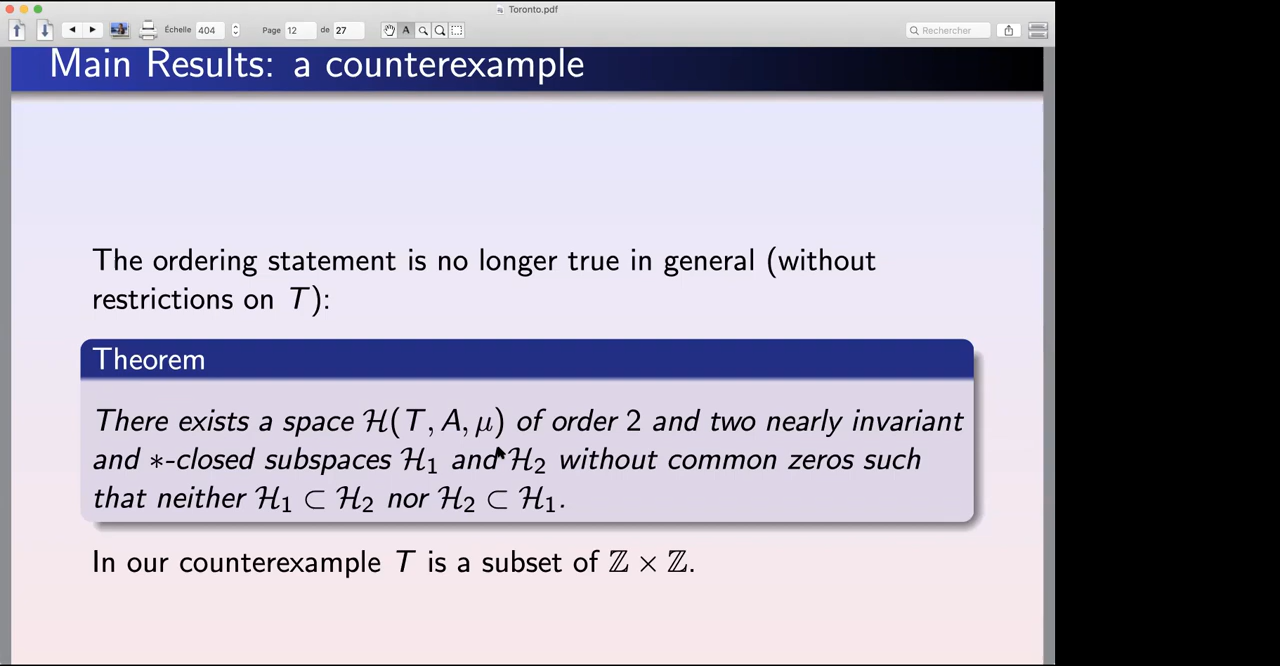 Toronto.pdf
Échelle 404 Page 12 de 27 A Rechercher
Main Results: a counterexample
The ordering statement is no longer true in general (without
restrictions on T):
Theorem
There exists a space ℋ(T, A, μ) of order 2 and two nearly invariant
and ∗-closed subspaces ℋ₁ and ℋ₂ without common zeros such
that neither ℋ₁ ⊂ ℋ₂ nor ℋ₂ ⊂ ℋ₁.
In our counterexample T is a subset of ℤ × ℤ.